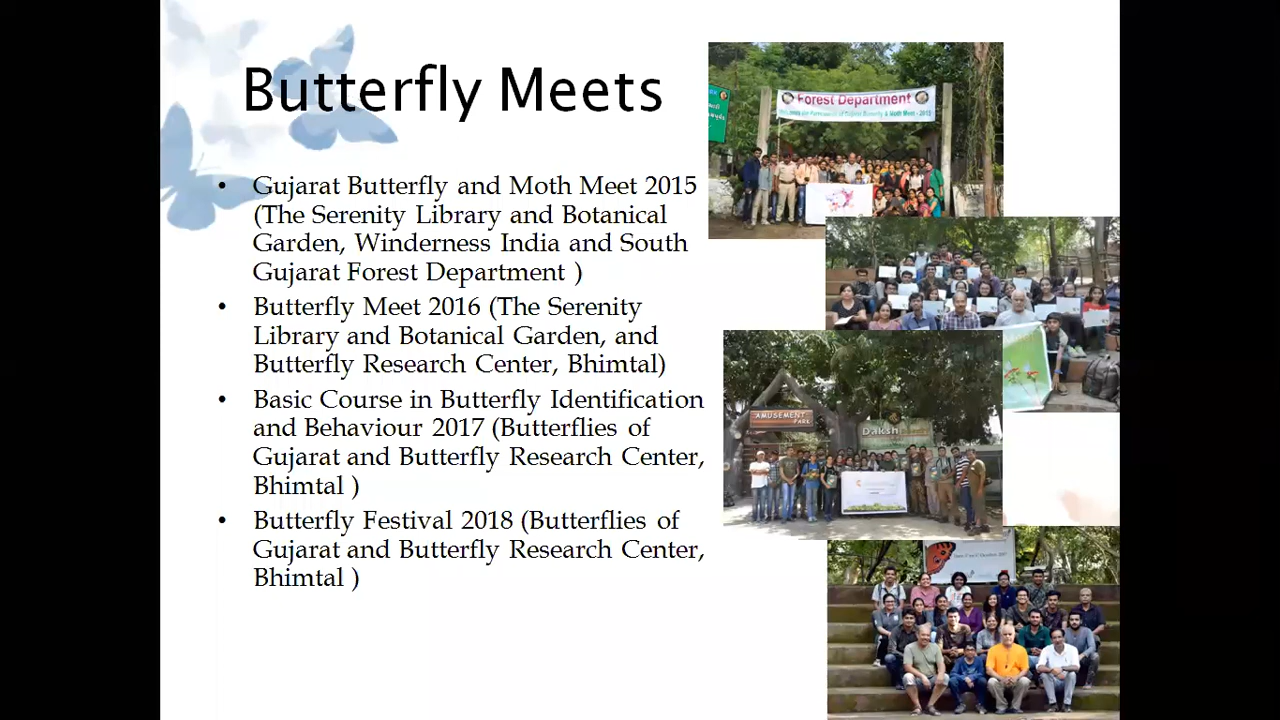 Butterfly Meets
• Gujarat Butterfly and Moth Meet 2015
(The Serenity Library and Botanical
Garden, Winderness India and South
Gujarat Forest Department )
• Butterfly Meet 2016 (The Serenity
Library and Botanical Garden, and
Butterfly Research Center, Bhimtal)
• Basic Course in Butterfly Identification
and Behaviour 2017 (Butterflies of
Gujarat and Butterfly Research Center,
Bhimtal )
• Butterfly Festival 2018 (Butterflies of
Gujarat and Butterfly Research Center,
Bhimtal )
Forest Department
AMUSEMENT
PARK
Daksh